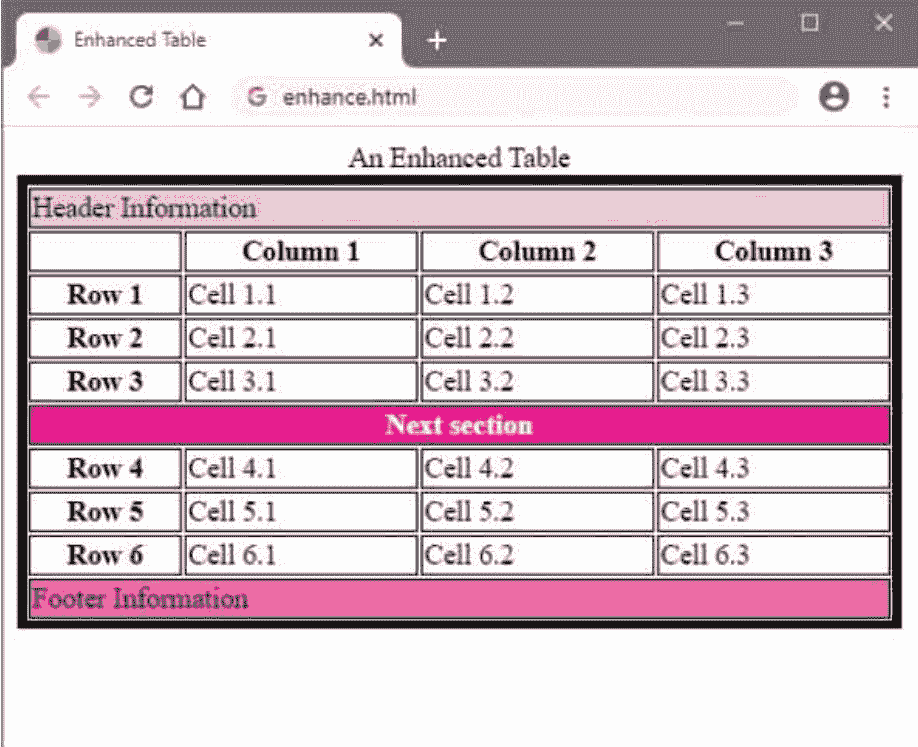 Enhanced Table
enhance.html
An Enhanced Table
Header Information
Column 1 Column 2 Column 3
Row 1 Cell 1.1 Cell 1.2 Cell 1.3
Row 2 Cell 2.1 Cell 2.2 Cell 2.3
Row 3 Cell 3.1 Cell 3.2 Cell 3.3
Next section
Row 4 Cell 4.1 Cell 4.2 Cell 4.3
Row 5 Cell 5.1 Cell 5.2 Cell 5.3
Row 6 Cell 6.1 Cell 6.2 Cell 6.3
Footer Information